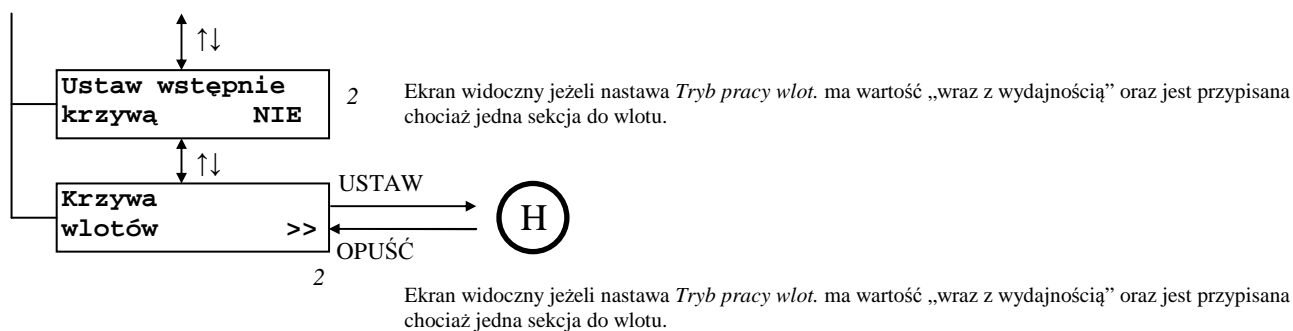 ↑↓
Ustaw wstępnie
krzywą NIE
2
Ekran widoczny jeżeli nastawa Tryb pracy wlot. ma wartość „wraz z wydajnością” oraz jest przypisana
chociaż jedna sekcja do wlotu.
↑↓
Krzywa
wlotów >>
USTAW
OPUŚĆ
H
2
Ekran widoczny jeżeli nastawa Tryb pracy wlot. ma wartość „wraz z wydajnością” oraz jest przypisana
chociaż jedna sekcja do wlotu.